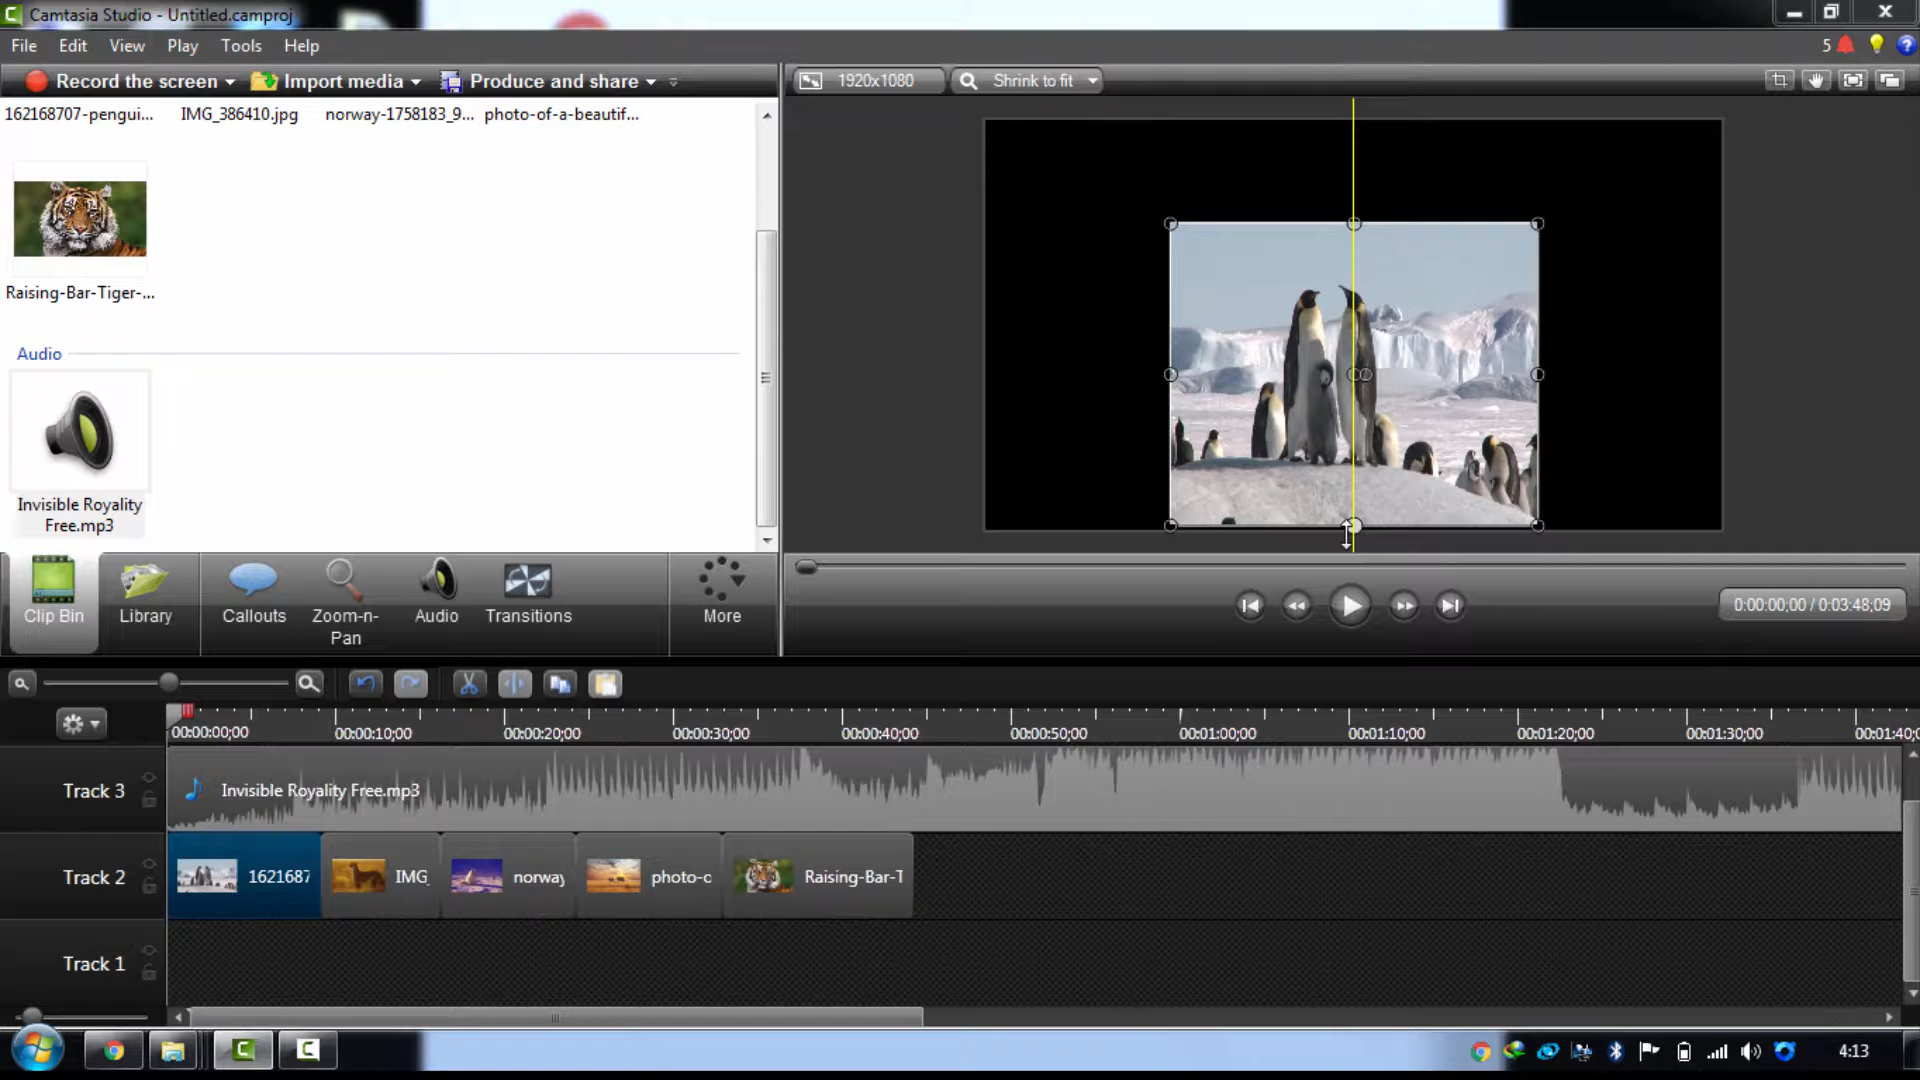 Camtasia Studio - Untitled.camproj
File Edit View Play Tools Help
5
Record the screen Import media Produce and share
1920x1080 Shrink to fit
162168707-pengui... IMG_386410.jpg norway-1758183_9... photo-of-a-beautif...
Raising-Bar-Tiger-...
Audio
Invisible Royality
Free.mp3
Clip Bin Library Callouts Zoom-n-
Pan Audio Transitions More
0:00:00;00 / 0:03:48;09
00:00:00;00 00:00:10;00 00:00:20;00 00:00:30;00 00:00:40;00 00:00:50;00 00:01:00;00 00:01:10;00 00:01:20;00 00:01:30;00 00:01:40;0
Track 3 Invisible Royality Free.mp3
Track 2 1621687 IMG_ norway photo-o Raising-Bar-T
Track 1
4:13